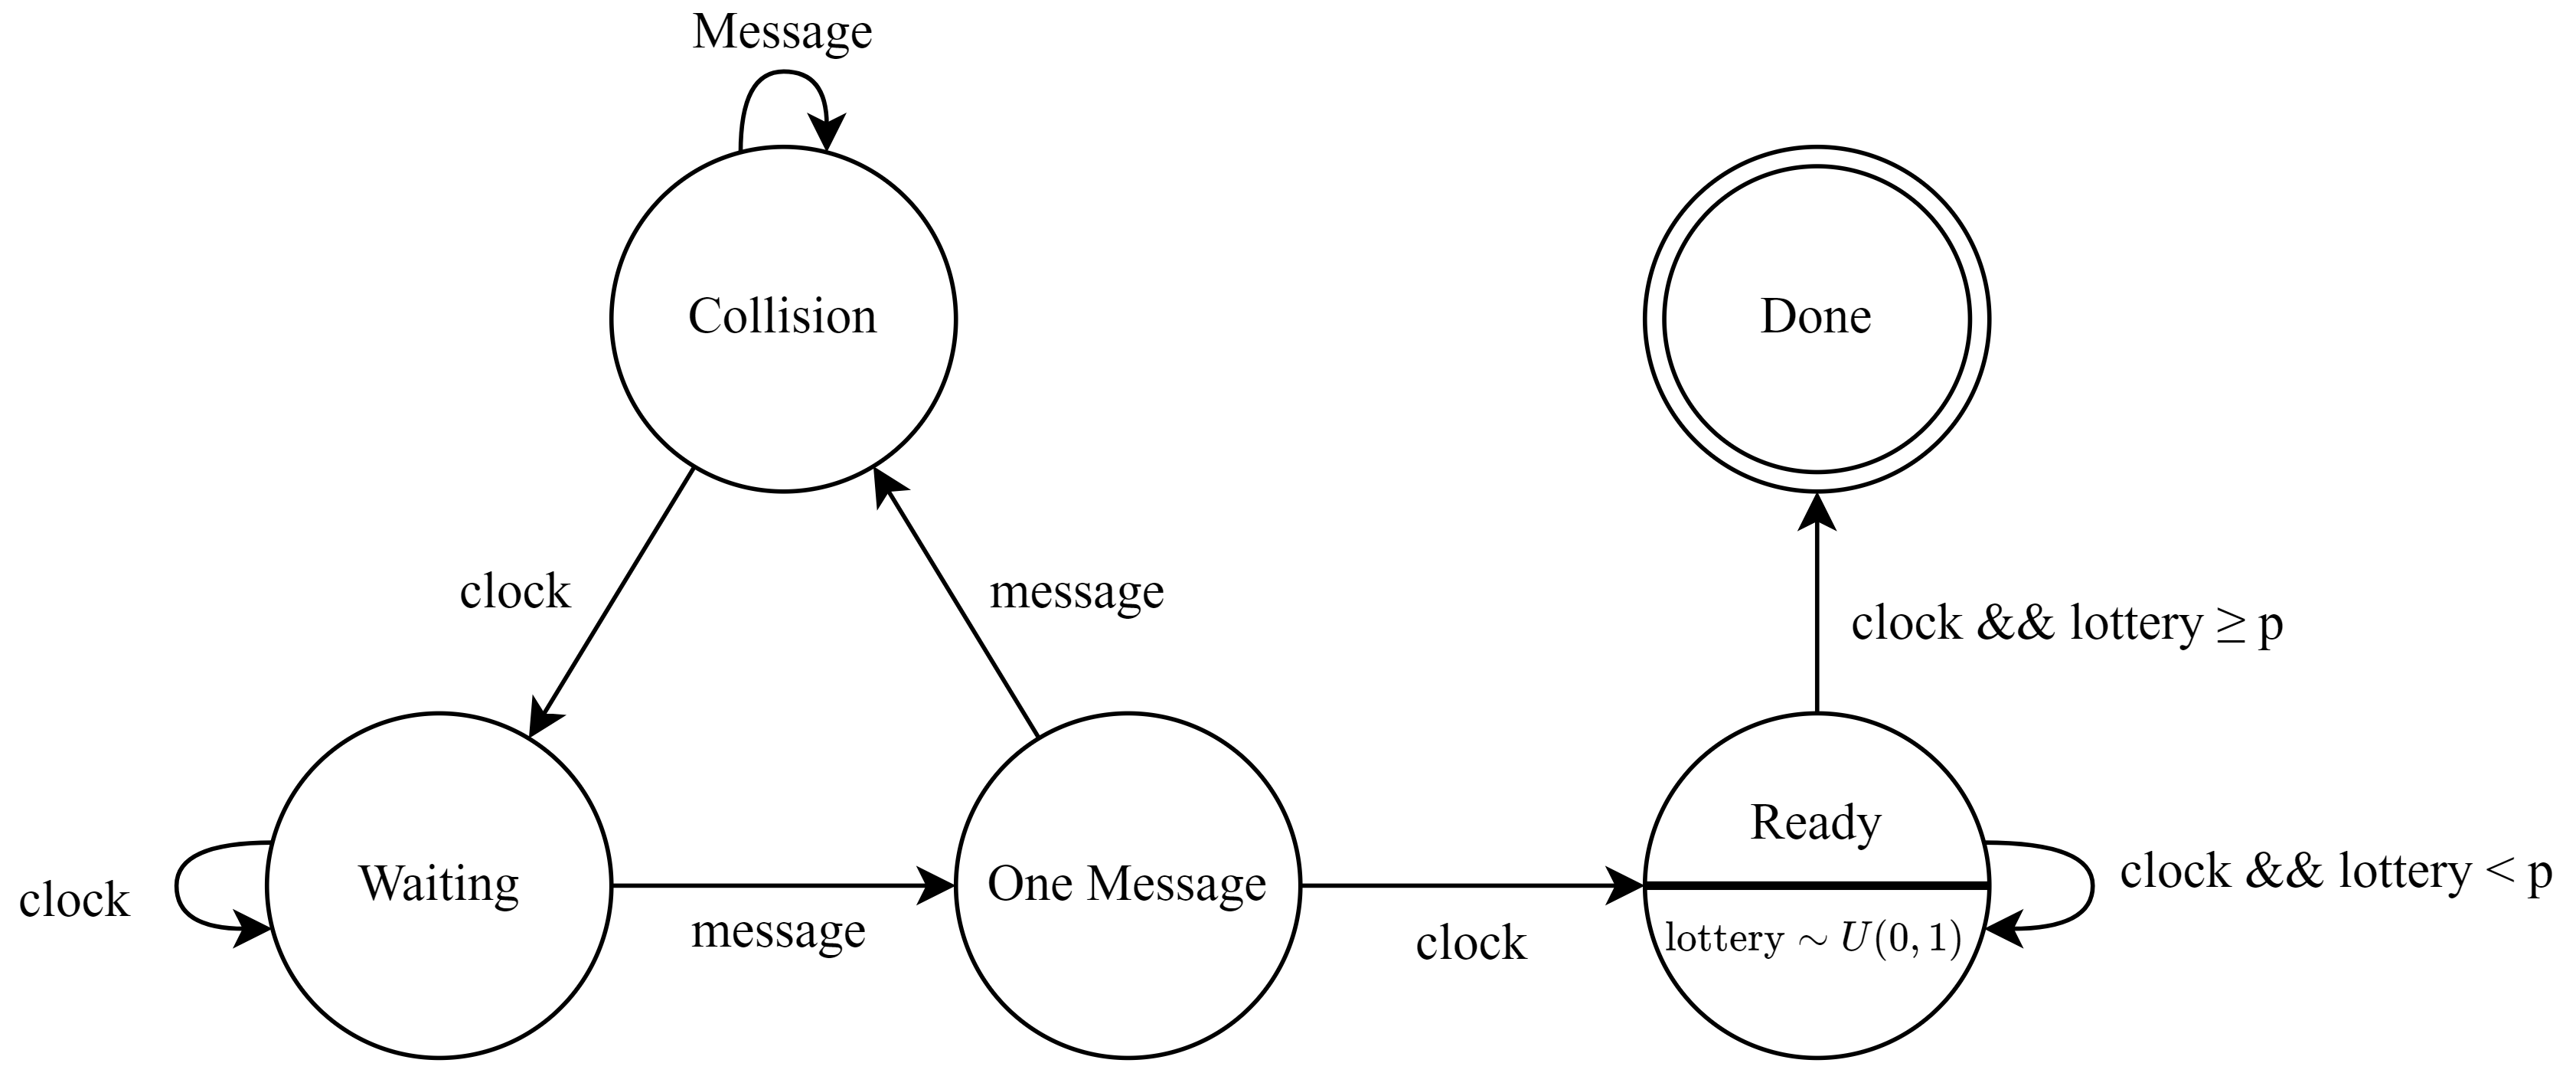 Message
Collision
Done
clock
message
clock && lottery ≥ p
Ready
clock && lottery < p
clock
Waiting
One Message
message
clock
lottery ∼ U(0, 1)